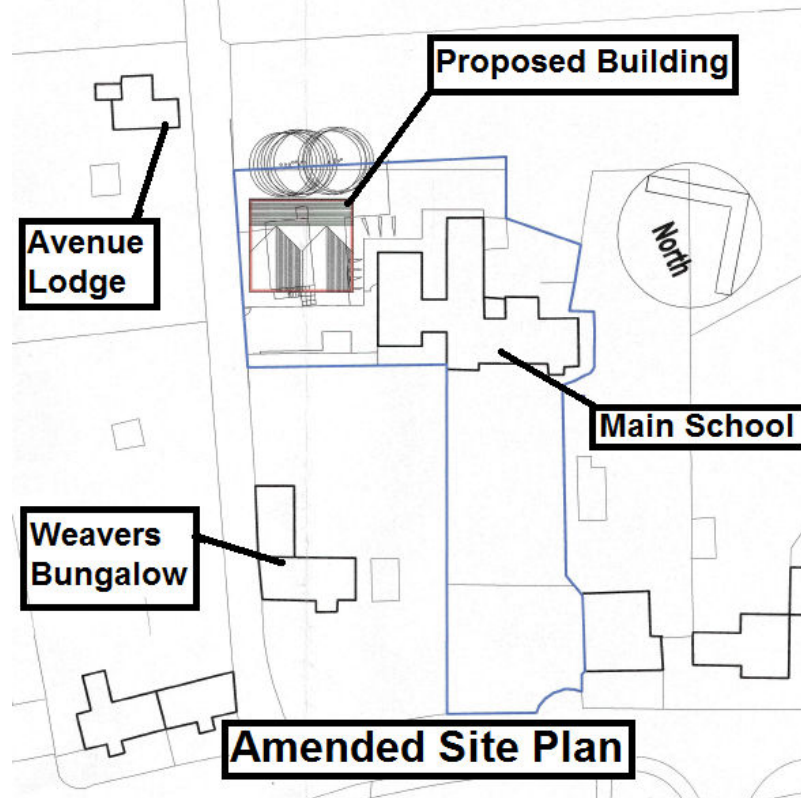 Proposed Building
Avenue
Lodge
North
Main School
Weavers
Bungalow
Amended Site Plan